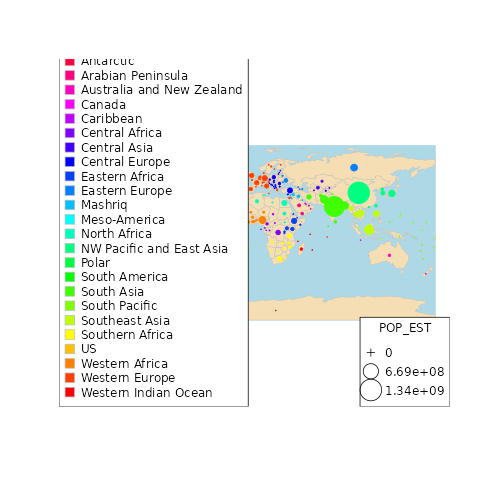 Antarctic
Arabian Peninsula
Australia and New Zealand
Canada
Caribbean
Central Africa
Central Asia
Central Europe
Eastern Africa
Eastern Europe
Mashriq
Meso-America
North Africa
NW Pacific and East Asia
Polar
South America
South Asia
South Pacific
Southeast Asia
Southern Africa
US
Western Africa
Western Europe
Western Indian Ocean
POP_EST
0
6.69e+08
1.34e+09